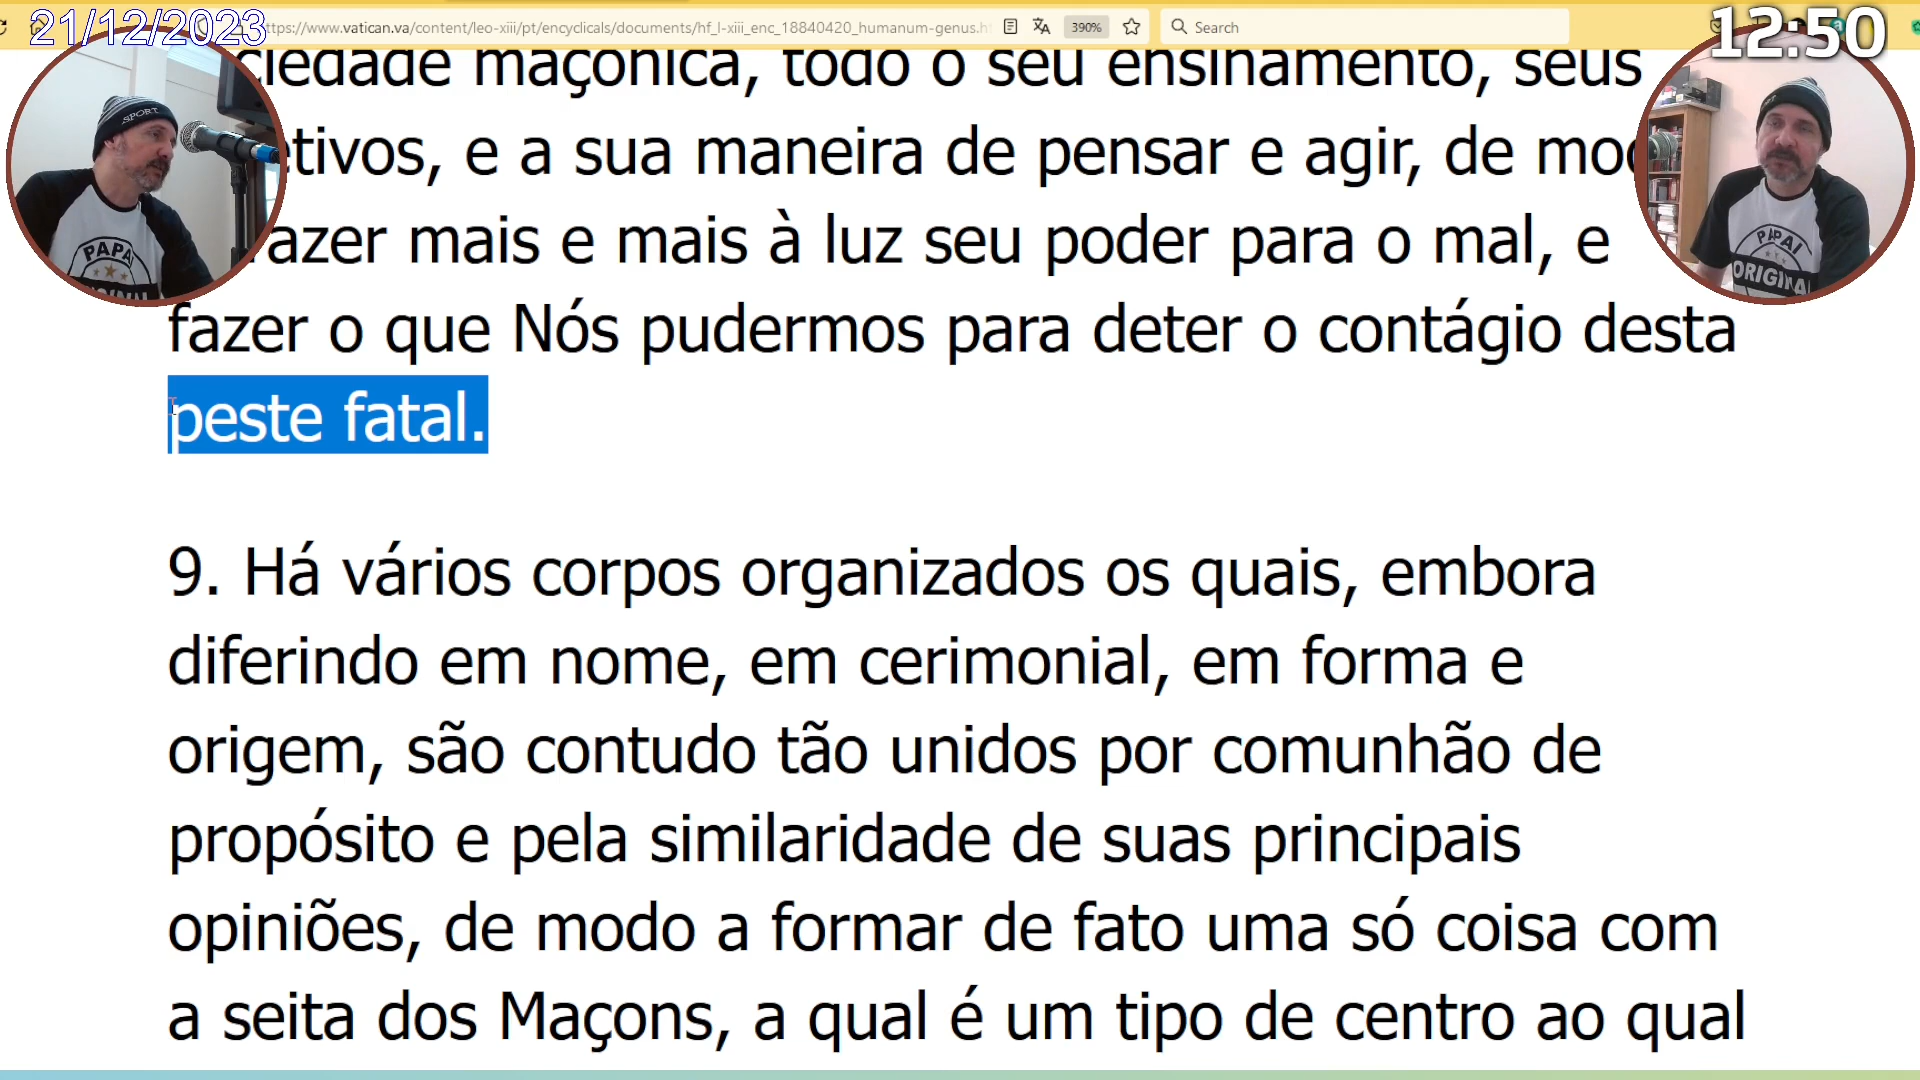 21/12/2023
https://www.vatican.va/content/leo-xiii/pt/encyclicals/documents/hf_l-xiii_enc_18840420_humanum-genus.h
390%
Search
12:50
maçônica, todo o seu ensinamento, seus
e a sua maneira de pensar e agir, de
mais e mais à luz seu poder para o mal, e
fazer o que Nós pudermos para deter o contágio desta
peste fatal.
9. Há vários corpos organizados os quais, embora
diferindo em nome, em cerimonial, em forma e
origem, são contudo tão unidos por comunhão de
propósito e pela similaridade de suas principais
opiniões, de modo a formar de fato uma só coisa com
a seita dos Maçons, a qual é um tipo de centro ao qual
SPORT
PAPAI
PAPAI
ORIGINAL